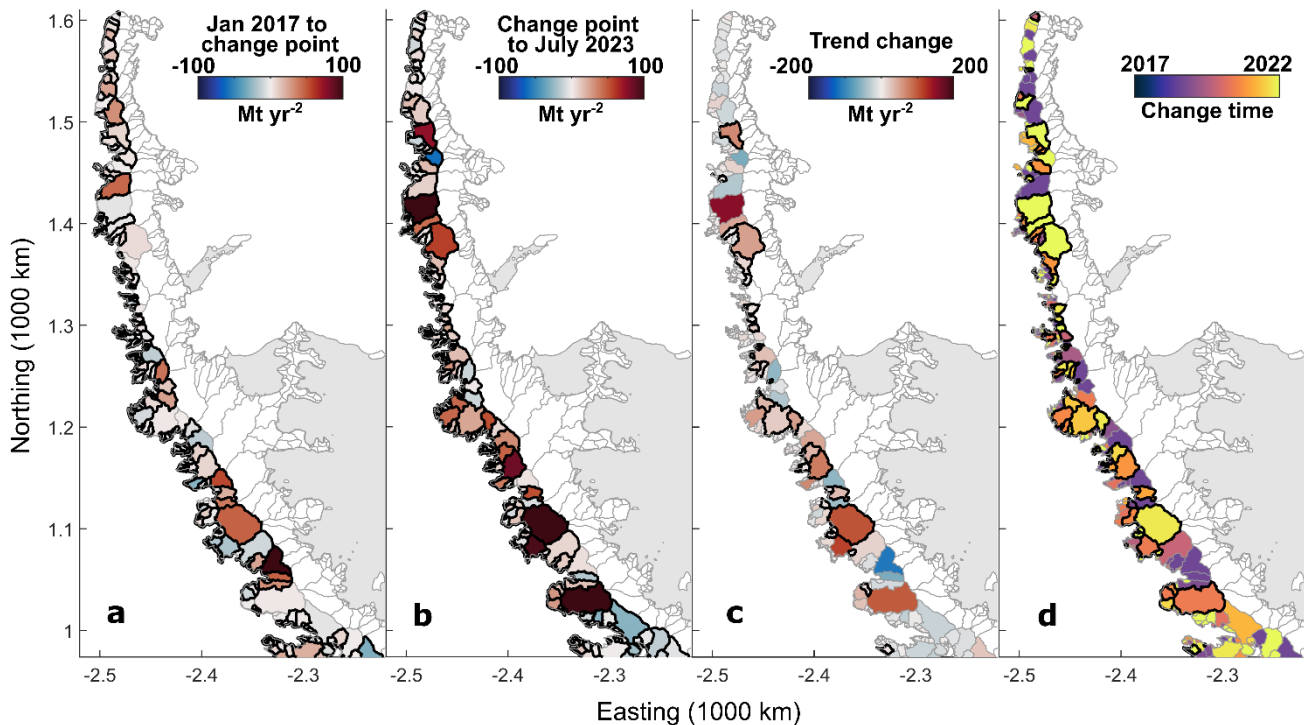 Jan 2017 to
change point
-100 100
Mt yr-2
Change point
to July 2023
-100 100
Mt yr-2
Trend change
-200 200
Mt yr-2
2017 2022
Change time
1.6
1.5
1.4
1.3
1.2
1.1
1
Northing (1000 km)
a
b
c
d
-2.5 -2.4 -2.3
-2.5 -2.4 -2.3
-2.5 -2.4 -2.3
-2.5 -2.4 -2.3
Easting (1000 km)